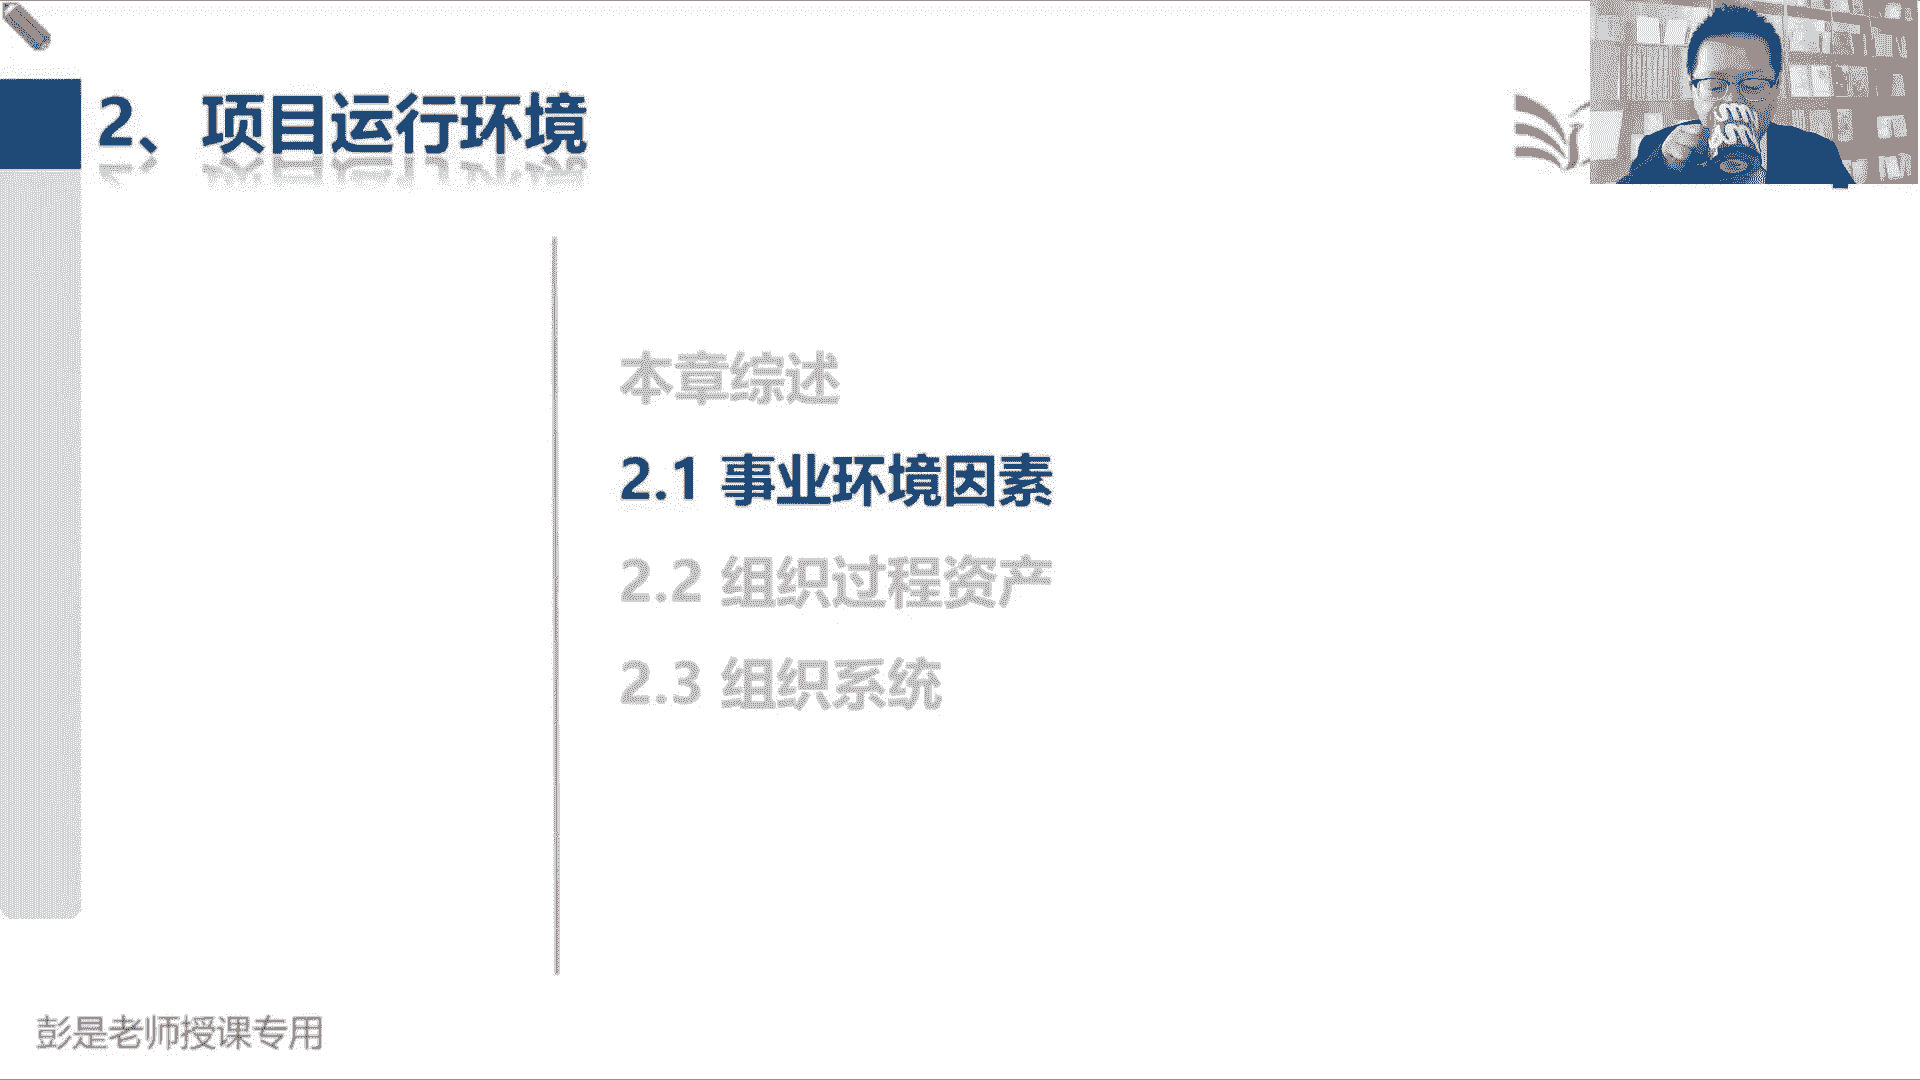 2、项目运行环境
本章综述
2.1 事业环境因素
2.2 组织过程资产
2.3 组织系统
彭是老师授课专用